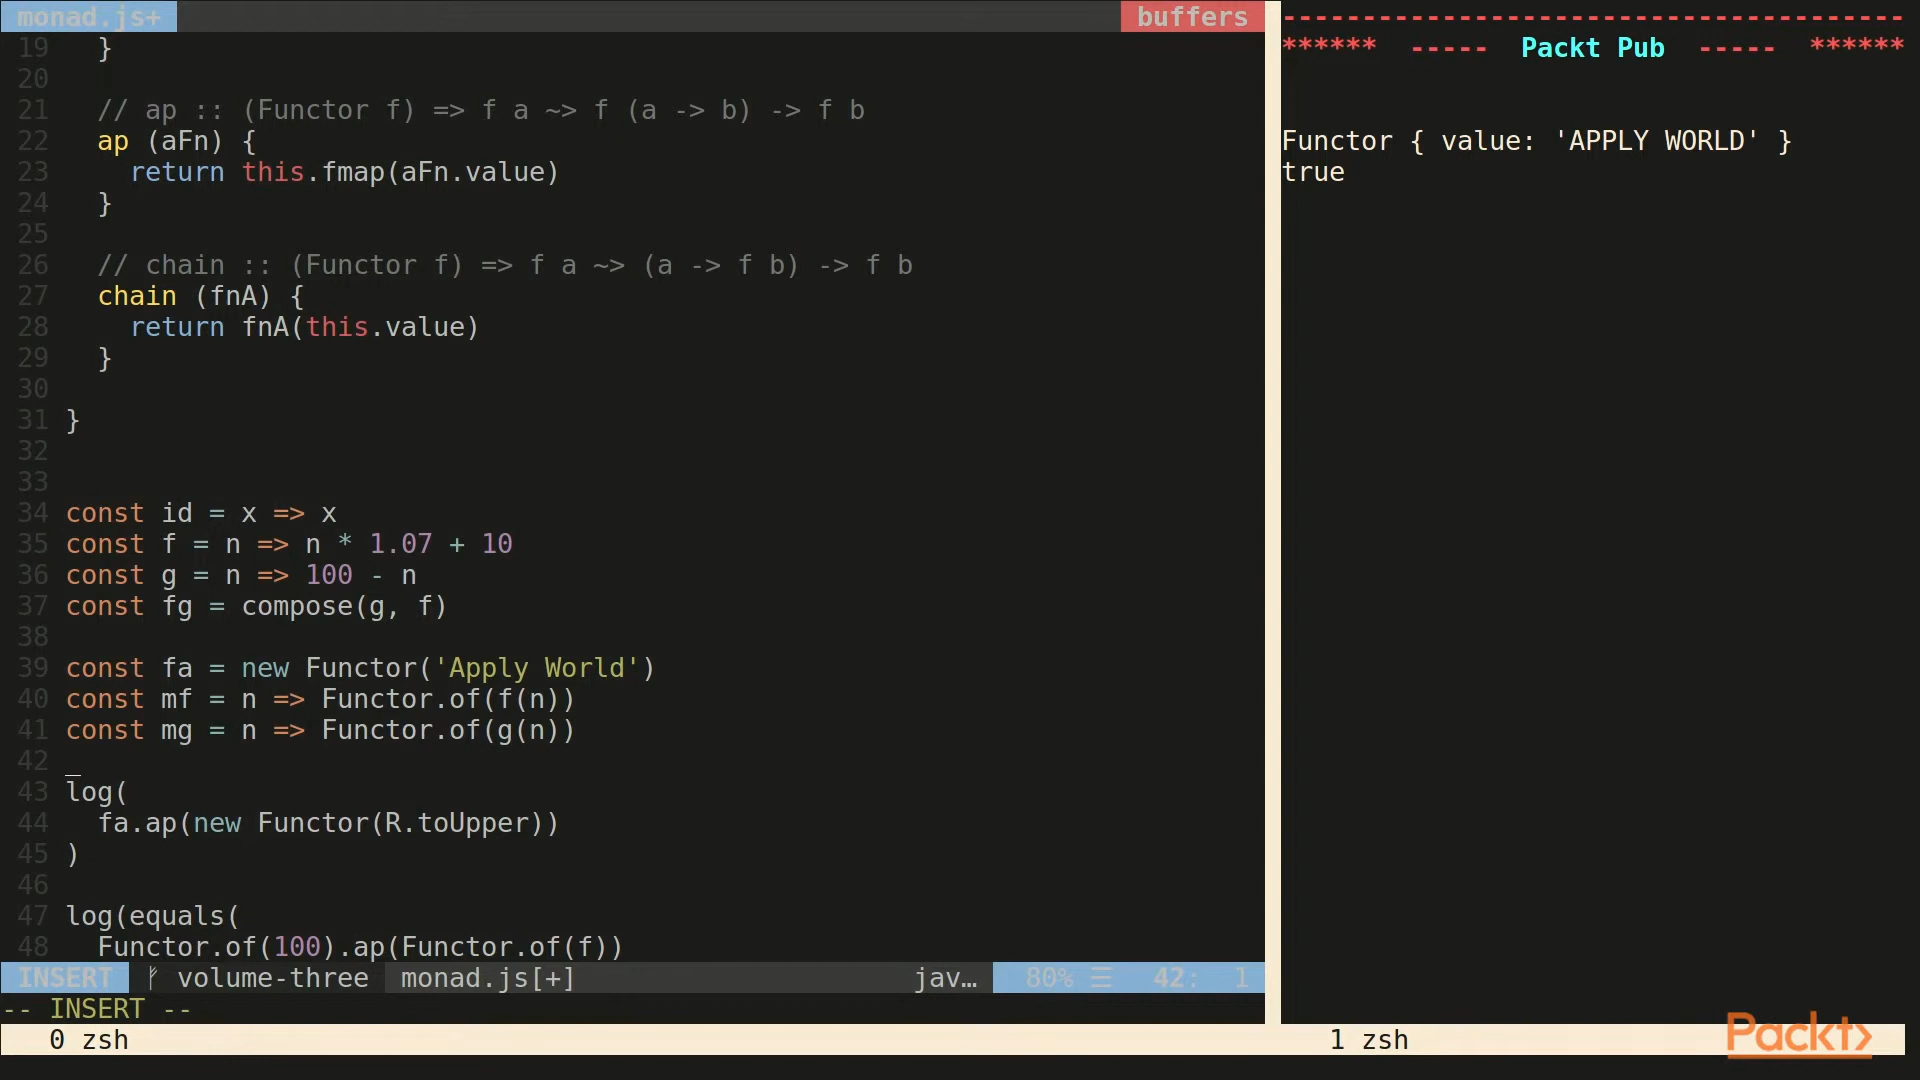 monad.js+ buffers
19 }
20
21 // ap :: (Functor f) => f a ~> f (a -> b) -> f b
22 ap (aFn) {
23 return this.fmap(aFn.value)
24 }
25
26 // chain :: (Functor f) => f a ~> (a -> f b) -> f b
27 chain (fnA) {
28 return fnA(this.value)
29 }
30
31 }
32
33
34 const id = x => x
35 const f = n => n * 1.07 + 10
36 const g = n => 100 - n
37 const fg = compose(g, f)
38
39 const fa = new Functor('Apply World')
40 const mf = n => Functor.of(f(n))
41 const mg = n => Functor.of(g(n))
42
43 log(
44 fa.ap(new Functor(R.toUpper))
45 )
46
47 log(equals(
48 Functor.of(100).ap(Functor.of(f))
INSERT ᚠ volume-three monad.js[+] jav… 80% ☰ 42: 1
-- INSERT --
0 zsh
---------------------------------------
****** ----- Packt Pub ----- ******
Functor { value: 'APPLY WORLD' }
true
1 zsh
Packt>